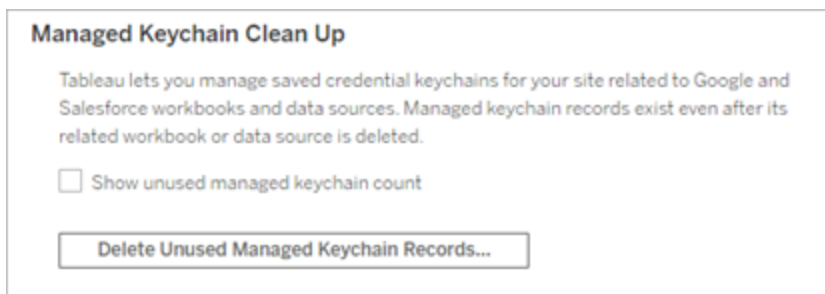 Managed Keychain Clean Up
Tableau lets you manage saved credential keychains for your site related to Google and
Salesforce workbooks and data sources. Managed keychain records exist even after its
related workbook or data source is deleted.
Show unused managed keychain count
Delete Unused Managed Keychain Records...